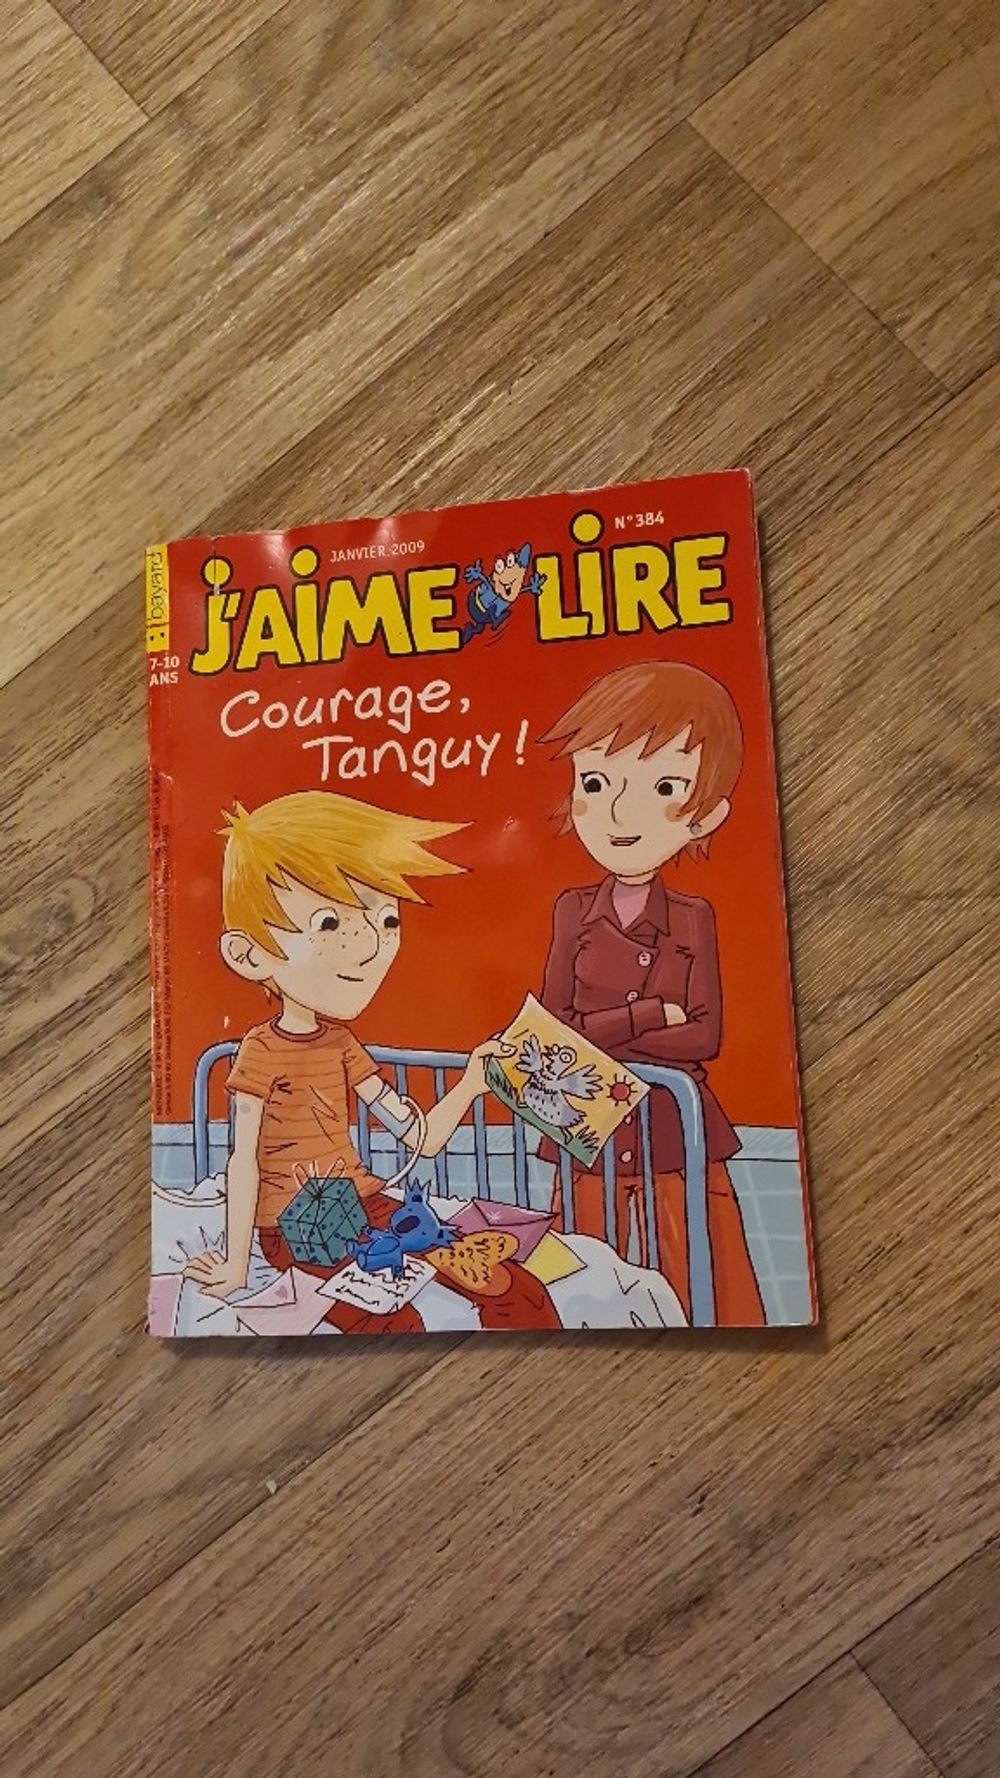 JANVIER 2009
N° 384
bayard
J'AIME LIRE
7-10
ANS
Courage,
Tanguy !